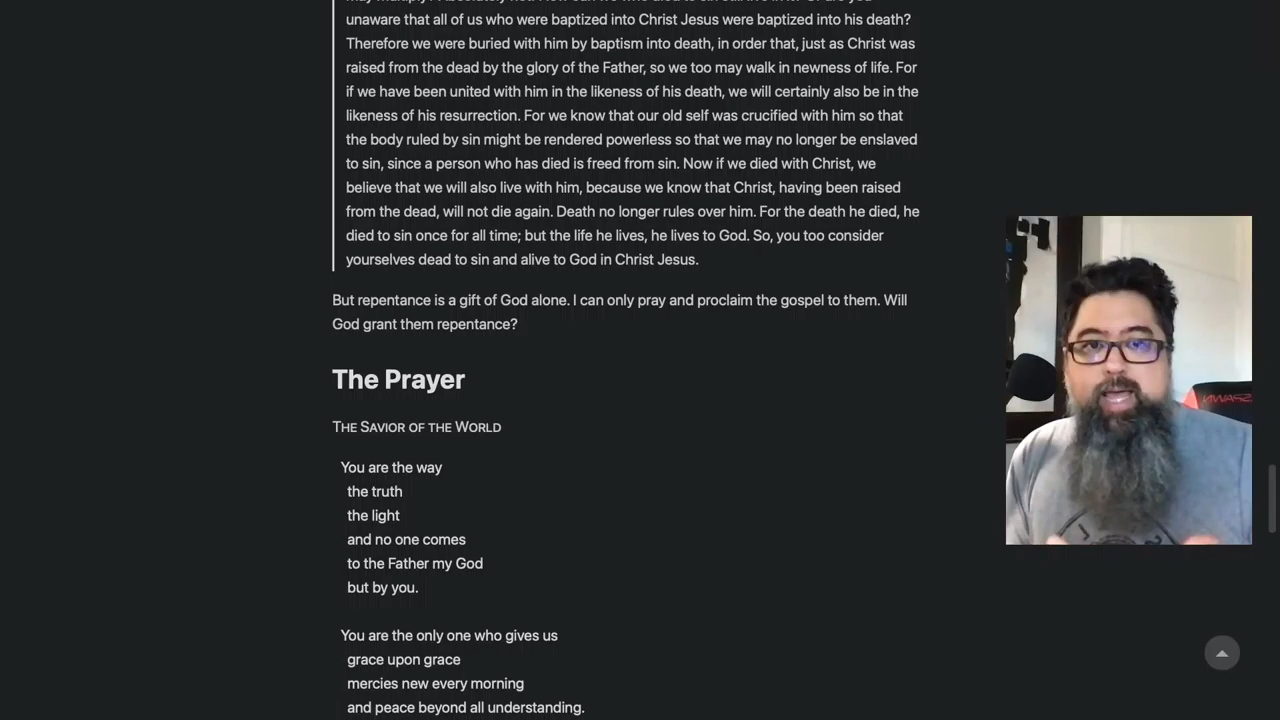 unaware that all of us who were baptized into Christ Jesus were baptized into his death?
Therefore we were buried with him by baptism into death, in order that, just as Christ was
raised from the dead by the glory of the Father, so we too may walk in newness of life. For
if we have been united with him in the likeness of his death, we will certainly also be in the
likeness of his resurrection. For we know that our old self was crucified with him so that
the body ruled by sin might be rendered powerless so that we may no longer be enslaved
to sin, since a person who has died is freed from sin. Now if we died with Christ, we
believe that we will also live with him, because we know that Christ, having been raised
from the dead, will not die again. Death no longer rules over him. For the death he died, he
died to sin once for all time; but the life he lives, he lives to God. So, you too consider
yourselves dead to sin and alive to God in Christ Jesus.
But repentance is a gift of God alone. I can only pray and proclaim the gospel to them. Will
God grant them repentance?
The Prayer
The Savior of the World
You are the way
the truth
the light
and no one comes
to the Father my God
but by you.
You are the only one who gives us
grace upon grace
mercies new every morning
and peace beyond all understanding.